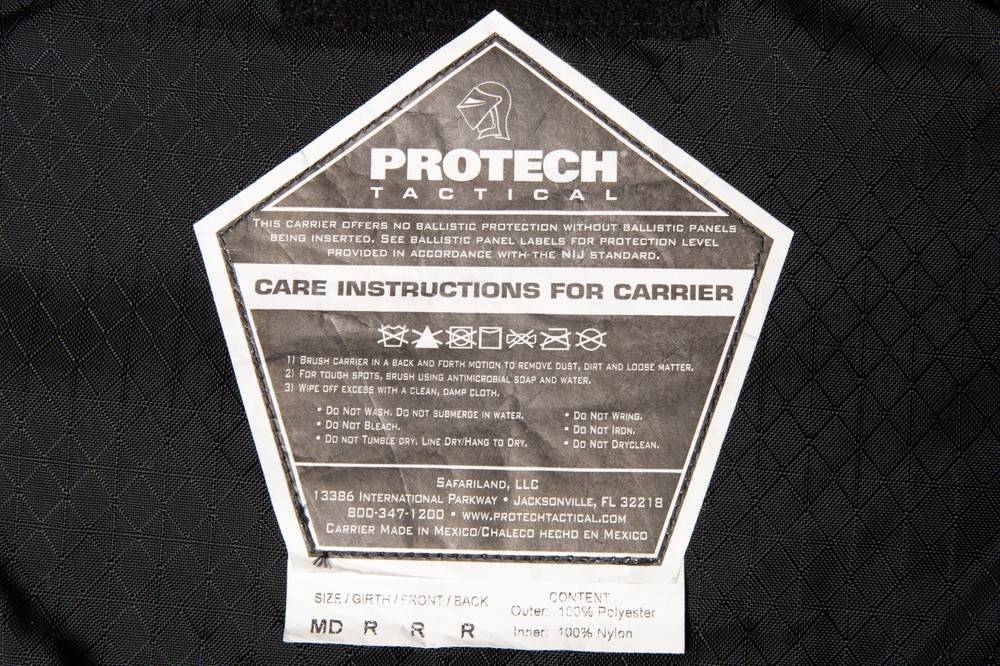 PROTECH®
TACTICAL
THIS CARRIER OFFERS NO BALLISTIC PROTECTION WITHOUT BALLISTIC PANELS
BEING INSERTED. SEE BALLISTIC PANEL LABELS FOR PROTECTION LEVEL
PROVIDED IN ACCORDANCE WITH THE NIJ STANDARD.
CARE INSTRUCTIONS FOR CARRIER
1) BRUSH CARRIER IN A BACK AND FORTH MOTION TO REMOVE DUST, DIRT AND LOOSE MATTER.
2) FOR TOUGH SPOTS, BRUSH USING ANTIMICROBIAL SOAP AND WATER.
3) WIPE OFF EXCESS WITH A CLEAN, DAMP CLOTH.
• DO NOT WASH. DO NOT SUBMERGE IN WATER.
• DO NOT BLEACH.
• DO NOT TUMBLE DRY. LINE DRY/HANG TO DRY.
• DO NOT WRING.
• DO NOT IRON.
• DO NOT DRYCLEAN.
SAFARILAND, LLC
13386 INTERNATIONAL PARKWAY • JACKSONVILLE, FL 32218
800-347-1200 • WWW.PROTECHTACTICAL.COM
CARRIER MADE IN MEXICO/CHALECO HECHO EN MEXICO
SIZE / GIRTH / FRONT / BACK
MD R R R
CONTENT
Outer: 100% Polyester
Inner: 100% Nylon